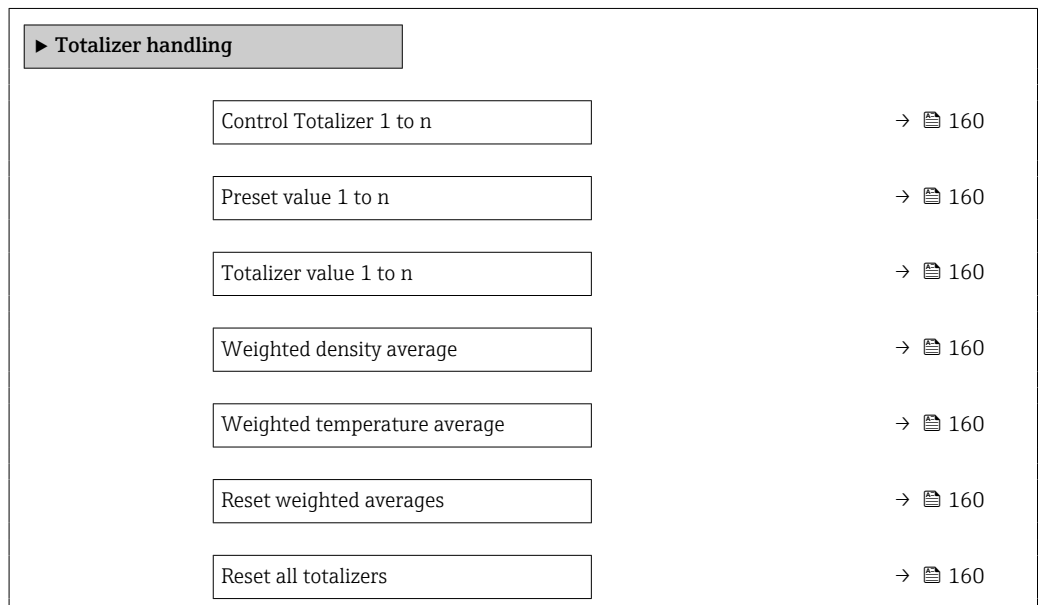 ► Totalizer handling
Control Totalizer 1 to n → 160
Preset value 1 to n → 160
Totalizer value 1 to n → 160
Weighted density average → 160
Weighted temperature average → 160
Reset weighted averages → 160
Reset all totalizers → 160